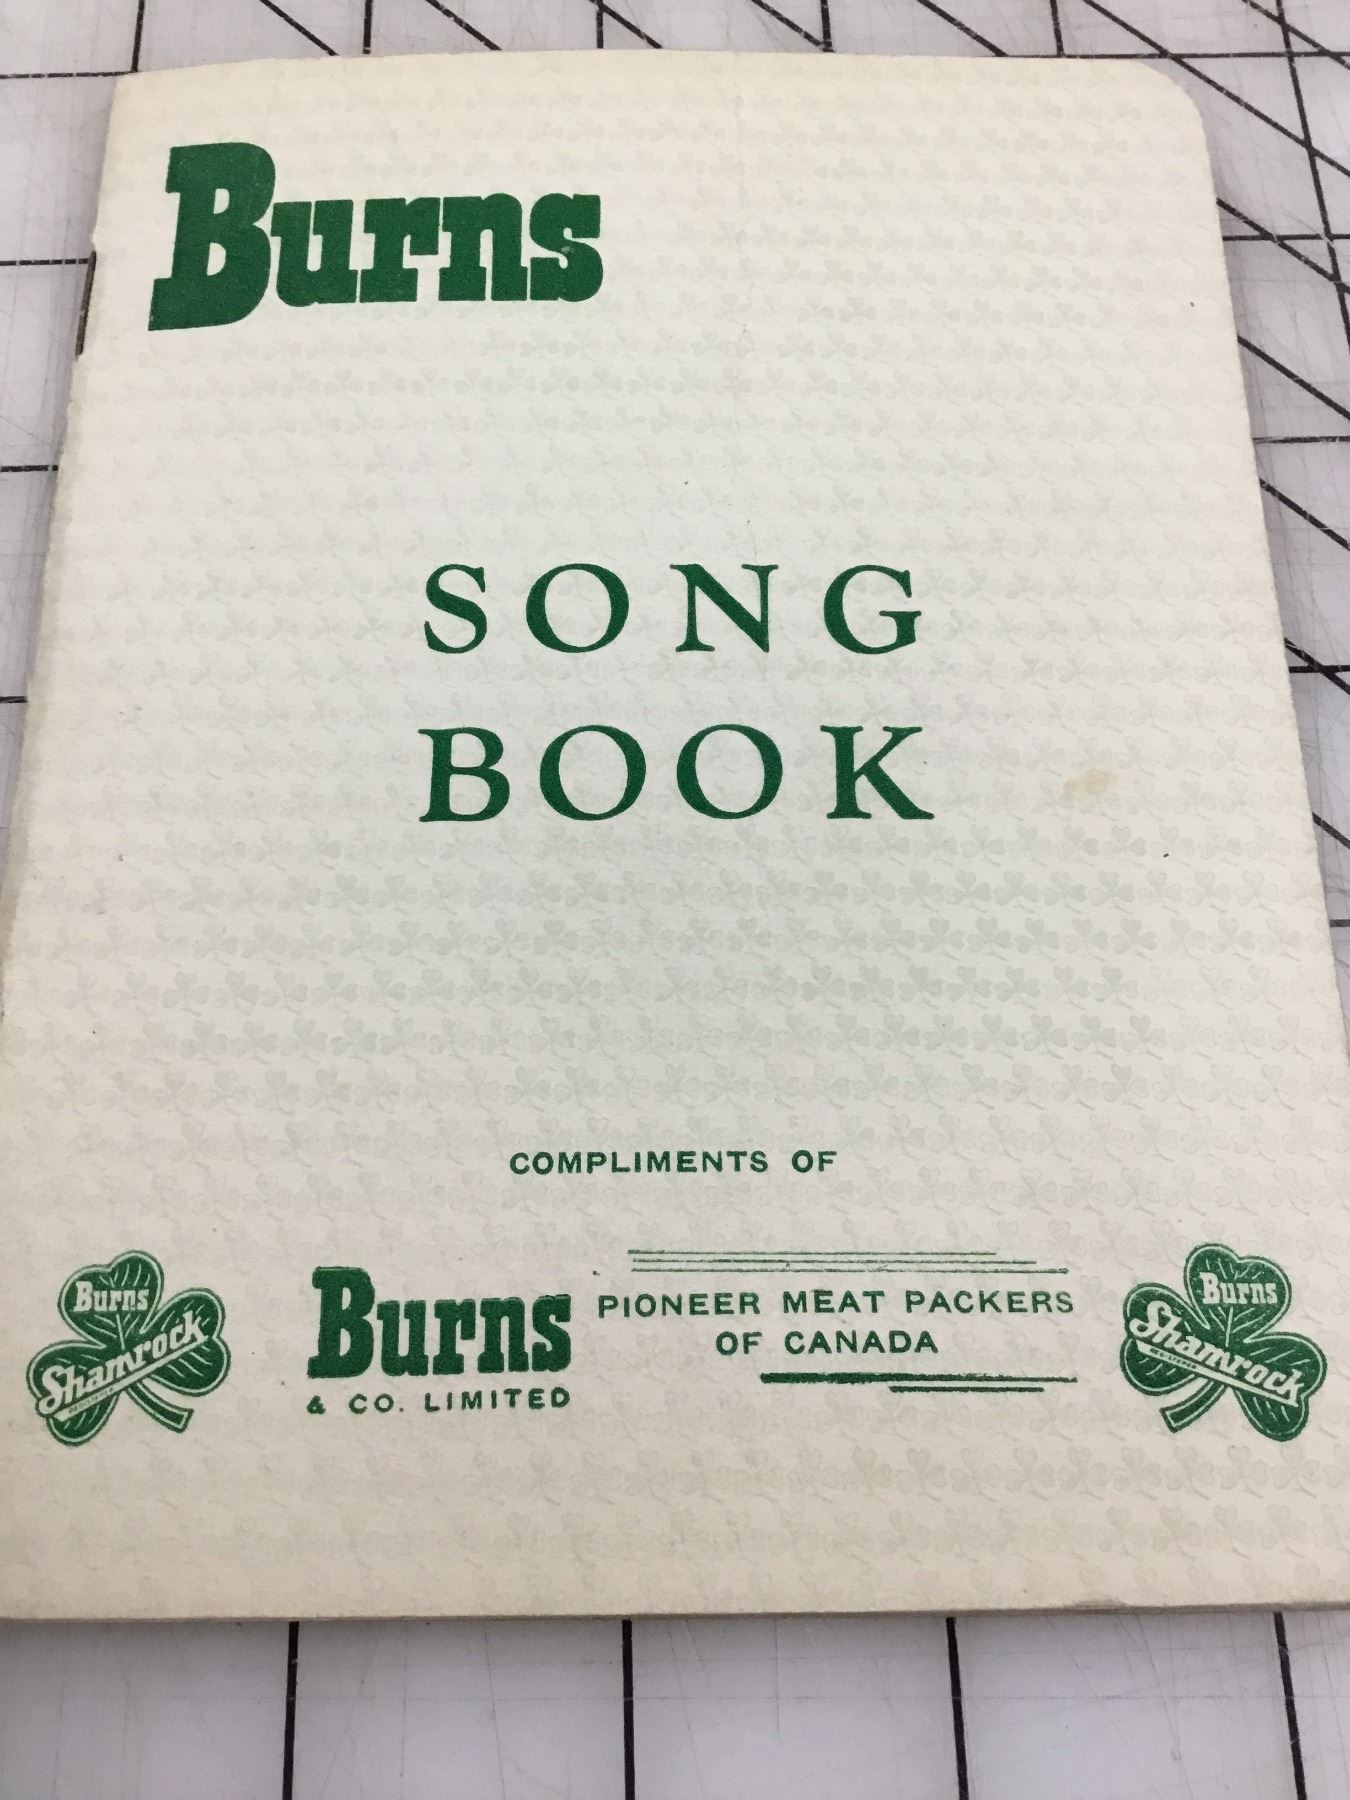 Burns
SONG
BOOK
COMPLIMENTS OF
Burns
Shamrock
Burns
& CO. LIMITED
PIONEER MEAT PACKERS
OF CANADA
Burns
Shamrock